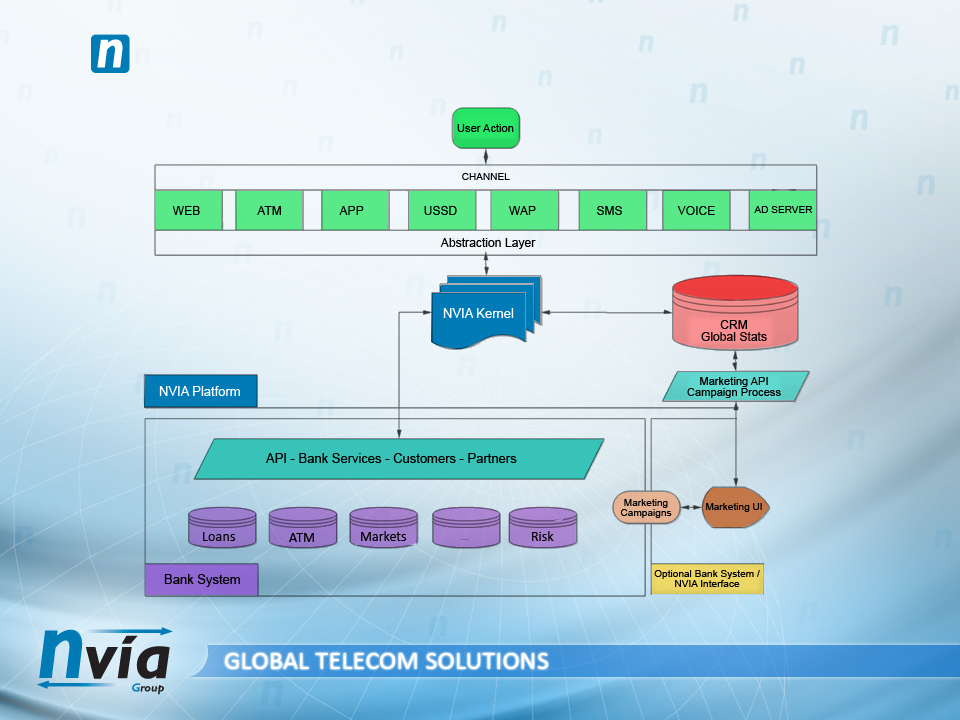 n
User Action
CHANNEL
WEB
ATM
APP
USSD
WAP
SMS
VOICE
AD SERVER
Abstraction Layer
NVIA Kernel
CRM
Global Stats
Marketing API
Campaign Process
NVIA Platform
API - Bank Services - Customers - Partners
Marketing
Campaigns
Marketing UI
Loans
ATM
Markets
...
Risk
Bank System
Optional Bank System /
NVIA Interface
Nvía
Group
GLOBAL TELECOM SOLUTIONS